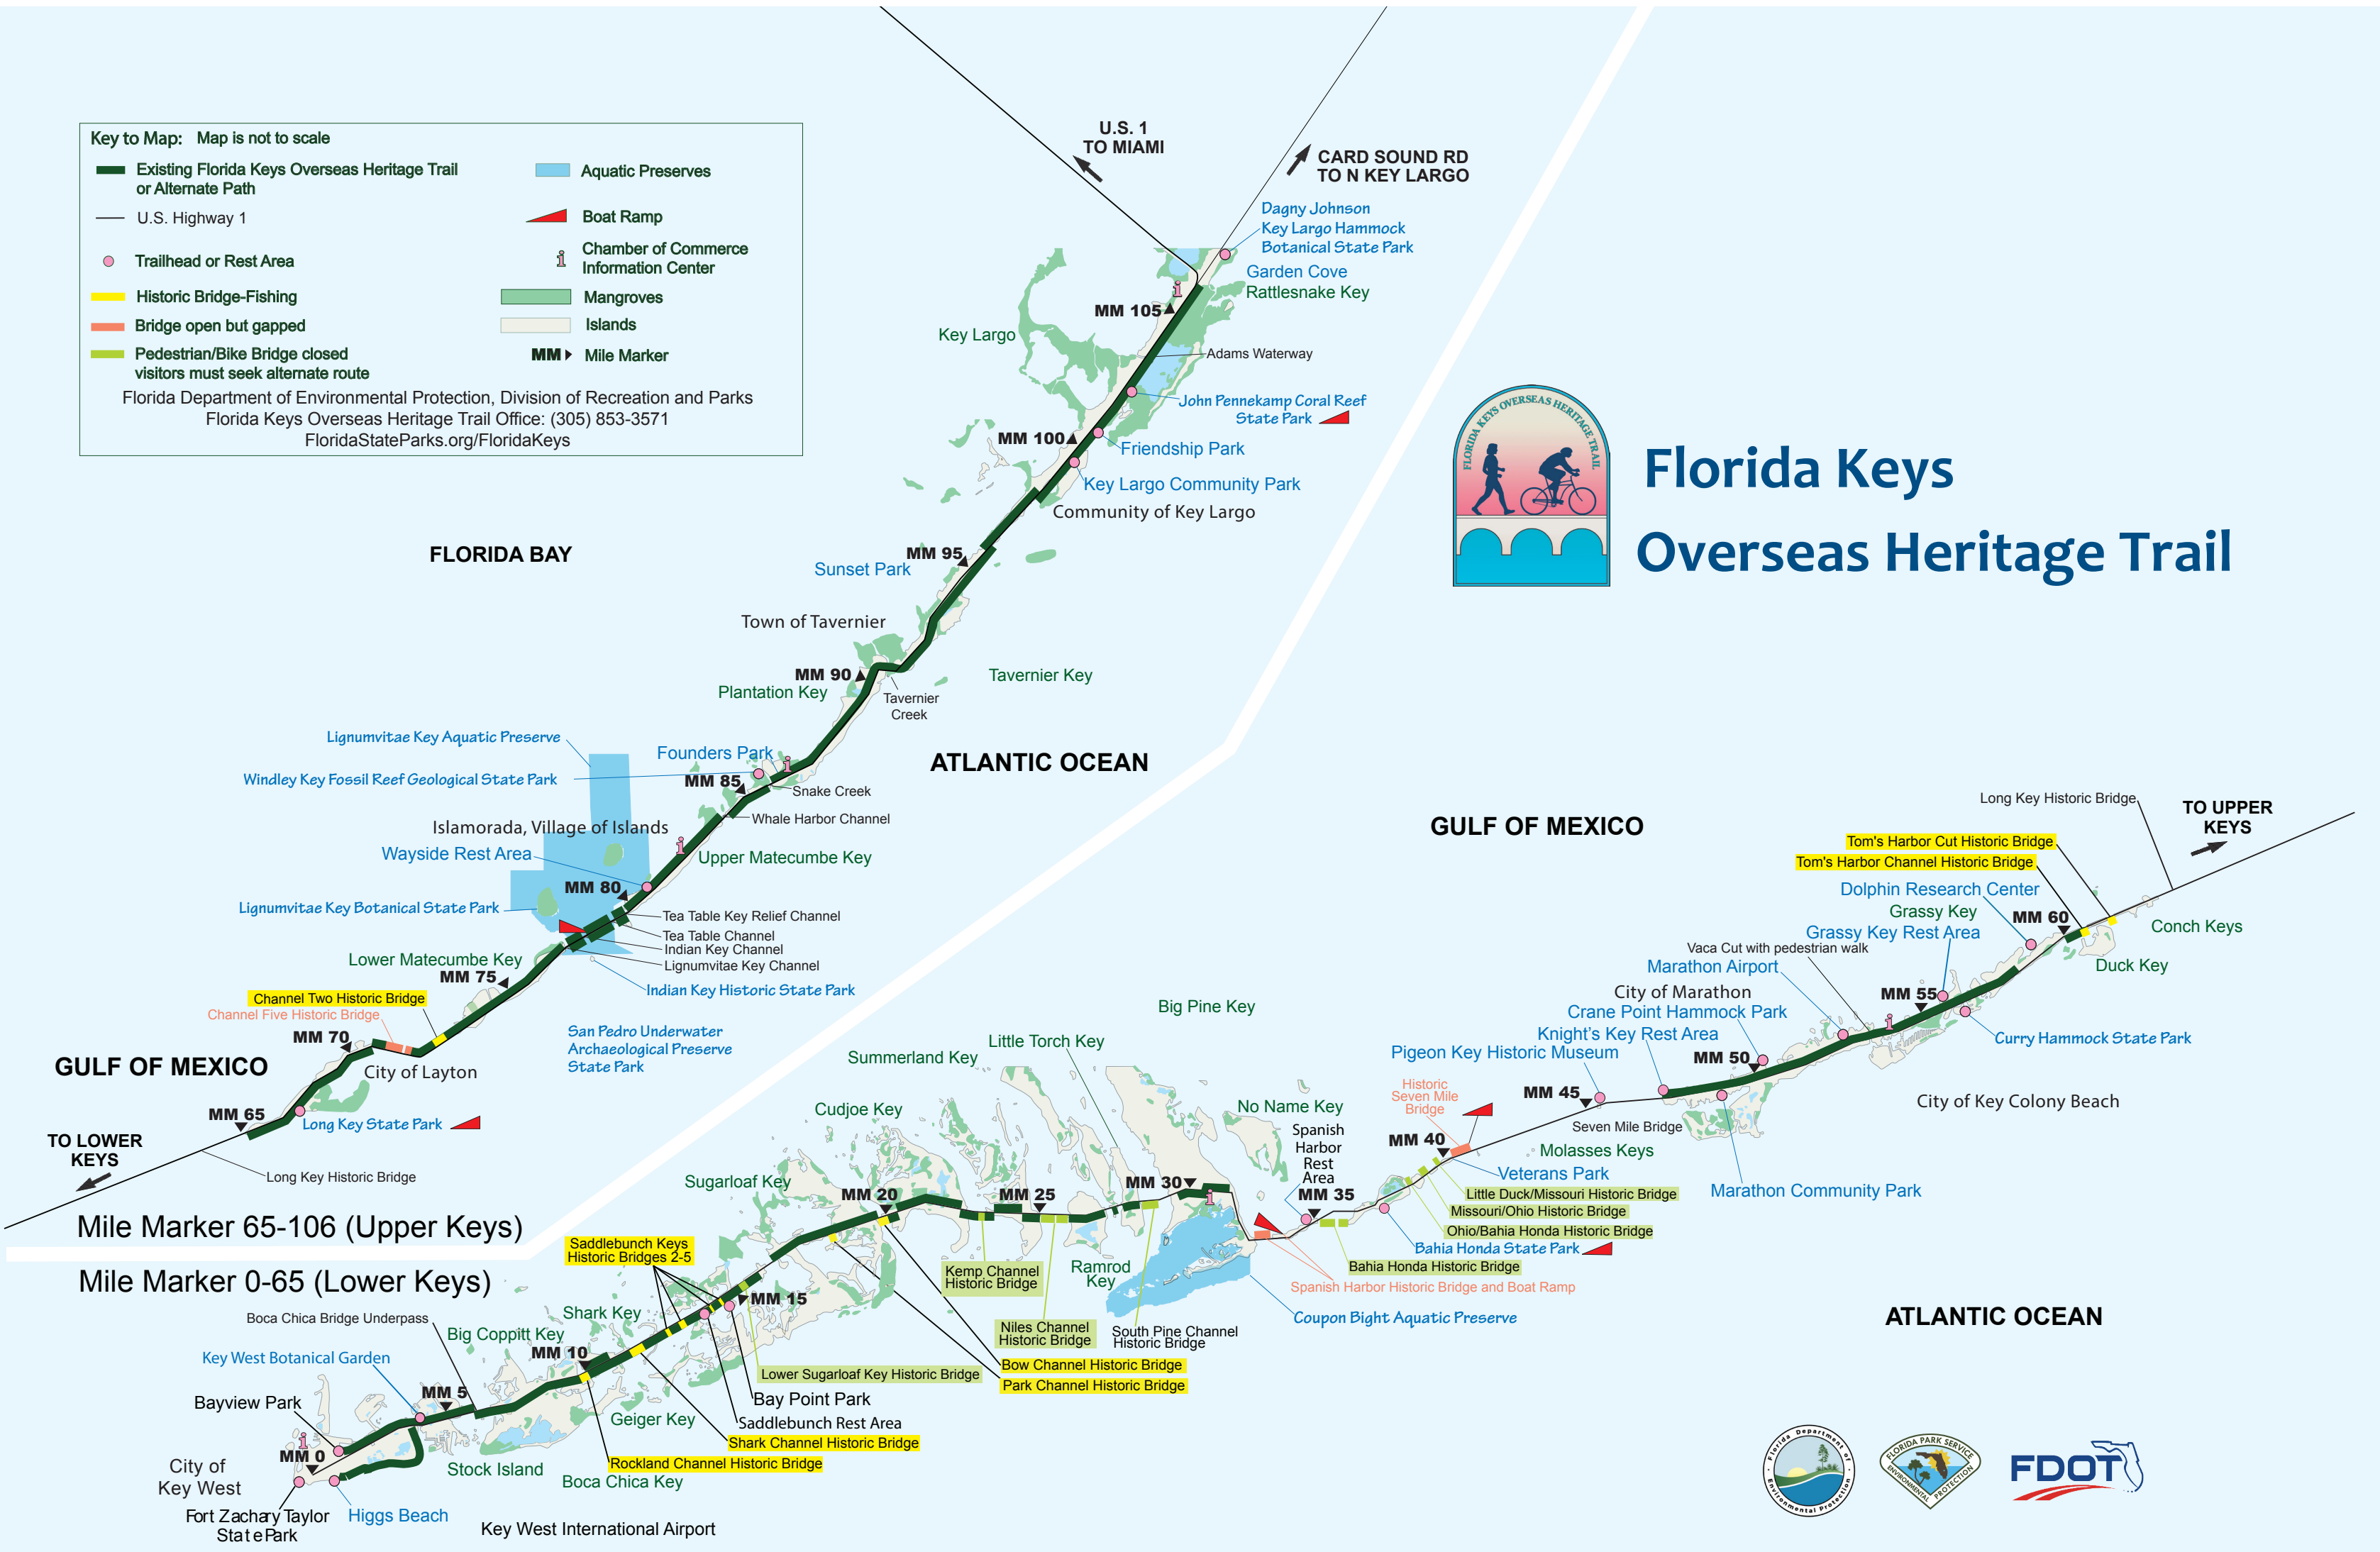 Key to Map: Map is not to scale
Existing Florida Keys Overseas Heritage Trail
or Alternate Path
U.S. Highway 1
Trailhead or Rest Area
Historic Bridge-Fishing
Bridge open but gapped
Pedestrian/Bike Bridge closed
visitors must seek alternate route
Aquatic Preserves
Boat Ramp
i Chamber of Commerce
Information Center
Mangroves
Islands
MM Mile Marker
Florida Department of Environmental Protection, Division of Recreation and Parks
Florida Keys Overseas Heritage Trail Office: (305) 853-3571
FloridaStateParks.org/FloridaKeys
U.S. 1
TO MIAMI
CARD SOUND RD
TO N KEY LARGO
Dagny Johnson
Key Largo Hammock
Botanical State Park
Garden Cove
Rattlesnake Key
i
MM 105
Key Largo
Adams Waterway
John Pennekamp Coral Reef
State Park
MM 100
Friendship Park
Key Largo Community Park
Community of Key Largo
FLORIDA KEYS OVERSEAS HERITAGE TRAIL
Florida Keys
Overseas Heritage Trail
FLORIDA BAY
MM 95
Sunset Park
Town of Tavernier
MM 90
Plantation Key
Tavernier Key
Tavernier
Creek
Lignumvitae Key Aquatic Preserve
Founders Park
i
ATLANTIC OCEAN
Windley Key Fossil Reef Geological State Park
MM 85
Snake Creek
Whale Harbor Channel
Islamorada, Village of Islands
i
Wayside Rest Area
Upper Matecumbe Key
MM 80
Lignumvitae Key Botanical State Park
Tea Table Key Relief Channel
Tea Table Channel
Indian Key Channel
Lignumvitae Key Channel
Lower Matecumbe Key
MM 75
Indian Key Historic State Park
Channel Two Historic Bridge
Channel Five Historic Bridge
San Pedro Underwater
Archaeological Preserve
State Park
MM 70
GULF OF MEXICO
City of Layton
MM 65
Long Key State Park
TO LOWER
KEYS
Long Key Historic Bridge
Mile Marker 65-106 (Upper Keys)
Mile Marker 0-65 (Lower Keys)
GULF OF MEXICO
Long Key Historic Bridge
TO UPPER
KEYS
Tom's Harbor Cut Historic Bridge
Tom's Harbor Channel Historic Bridge
Dolphin Research Center
Grassy Key
MM 60
Conch Keys
Grassy Key Rest Area
Vaca Cut with pedestrian walk
Duck Key
Marathon Airport
City of Marathon
MM 55
Crane Point Hammock Park
i
Knight's Key Rest Area
Curry Hammock State Park
Pigeon Key Historic Museum
MM 50
MM 45
City of Key Colony Beach
Historic
Seven Mile
Bridge
Seven Mile Bridge
MM 40
Molasses Keys
Veterans Park
Marathon Community Park
Little Duck/Missouri Historic Bridge
Missouri/Ohio Historic Bridge
Ohio/Bahia Honda Historic Bridge
Bahia Honda State Park
Bahia Honda Historic Bridge
Spanish Harbor Historic Bridge and Boat Ramp
Coupon Bight Aquatic Preserve
ATLANTIC OCEAN
Big Pine Key
Little Torch Key
Summerland Key
No Name Key
Spanish
Harbor
Rest
Area
MM 35
Cudjoe Key
MM 30
i
Sugarloaf Key
MM 20
MM 25
Saddlebunch Keys
Historic Bridges 2-5
Kemp Channel
Historic Bridge
Ramrod
Key
MM 15
Shark Key
Niles Channel
Historic Bridge
South Pine Channel
Historic Bridge
Boca Chica Bridge Underpass
Big Coppitt Key
MM 10
Key West Botanical Garden
Bow Channel Historic Bridge
Lower Sugarloaf Key Historic Bridge
Park Channel Historic Bridge
MM 5
Bayview Park
Bay Point Park
Geiger Key
Saddlebunch Rest Area
i
Shark Channel Historic Bridge
MM 0
Rockland Channel Historic Bridge
City of
Key West
Stock Island
Boca Chica Key
Fort Zachary Taylor
State Park
Higgs Beach
Key West International Airport
Florida Department of Environmental Protection
FLORIDA PARK SERVICE
ENVIRONMENTAL PROTECTION
FDOT